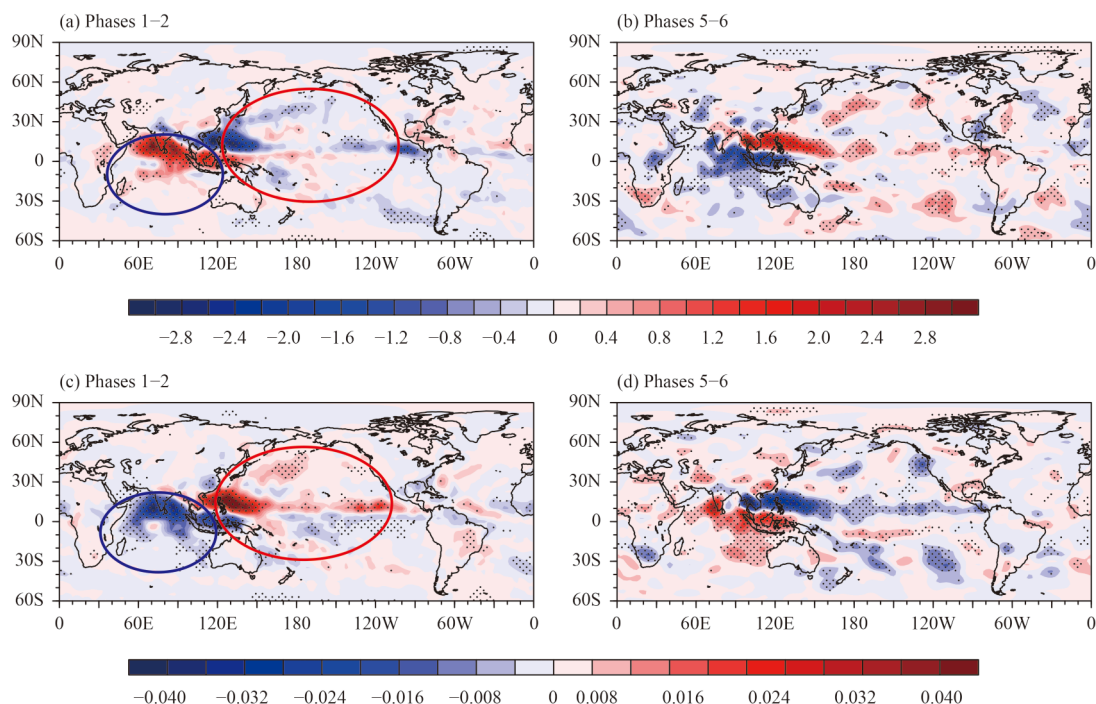 (a) Phases 1−2
(b) Phases 5−6
90N
60N
30N
0
30S
60S
90N
60N
30N
0
30S
60S
0 60E 120E 180 120W 60W 0
0 60E 120E 180 120W 60W 0
−2.8 −2.4 −2.0 −1.6 −1.2 −0.8 −0.4 0 0.4 0.8 1.2 1.6 2.0 2.4 2.8
(c) Phases 1−2
(d) Phases 5−6
90N
60N
30N
0
30S
60S
90N
60N
30N
0
30S
60S
0 60E 120E 180 120W 60W 0
0 60E 120E 180 120W 60W 0
−0.040 −0.032 −0.024 −0.016 −0.008 0 0.008 0.016 0.024 0.032 0.040